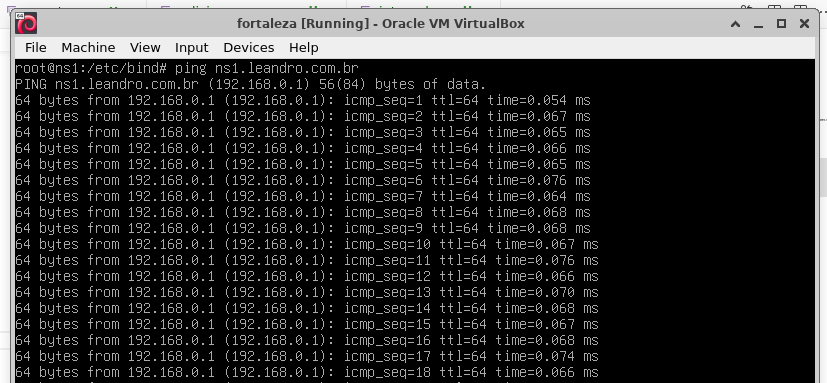 fortaleza [Running] - Oracle VM VirtualBox
File Machine View Input Devices Help
root@ns1:/etc/bind# ping ns1.leandro.com.br
PING ns1.leandro.com.br (192.168.0.1) 56(84) bytes of data.
64 bytes from 192.168.0.1 (192.168.0.1): icmp_seq=1 ttl=64 time=0.054 ms
64 bytes from 192.168.0.1 (192.168.0.1): icmp_seq=2 ttl=64 time=0.067 ms
64 bytes from 192.168.0.1 (192.168.0.1): icmp_seq=3 ttl=64 time=0.065 ms
64 bytes from 192.168.0.1 (192.168.0.1): icmp_seq=4 ttl=64 time=0.066 ms
64 bytes from 192.168.0.1 (192.168.0.1): icmp_seq=5 ttl=64 time=0.065 ms
64 bytes from 192.168.0.1 (192.168.0.1): icmp_seq=6 ttl=64 time=0.076 ms
64 bytes from 192.168.0.1 (192.168.0.1): icmp_seq=7 ttl=64 time=0.064 ms
64 bytes from 192.168.0.1 (192.168.0.1): icmp_seq=8 ttl=64 time=0.068 ms
64 bytes from 192.168.0.1 (192.168.0.1): icmp_seq=9 ttl=64 time=0.068 ms
64 bytes from 192.168.0.1 (192.168.0.1): icmp_seq=10 ttl=64 time=0.067 ms
64 bytes from 192.168.0.1 (192.168.0.1): icmp_seq=11 ttl=64 time=0.076 ms
64 bytes from 192.168.0.1 (192.168.0.1): icmp_seq=12 ttl=64 time=0.066 ms
64 bytes from 192.168.0.1 (192.168.0.1): icmp_seq=13 ttl=64 time=0.070 ms
64 bytes from 192.168.0.1 (192.168.0.1): icmp_seq=14 ttl=64 time=0.068 ms
64 bytes from 192.168.0.1 (192.168.0.1): icmp_seq=15 ttl=64 time=0.067 ms
64 bytes from 192.168.0.1 (192.168.0.1): icmp_seq=16 ttl=64 time=0.068 ms
64 bytes from 192.168.0.1 (192.168.0.1): icmp_seq=17 ttl=64 time=0.074 ms
64 bytes from 192.168.0.1 (192.168.0.1): icmp_seq=18 ttl=64 time=0.066 ms